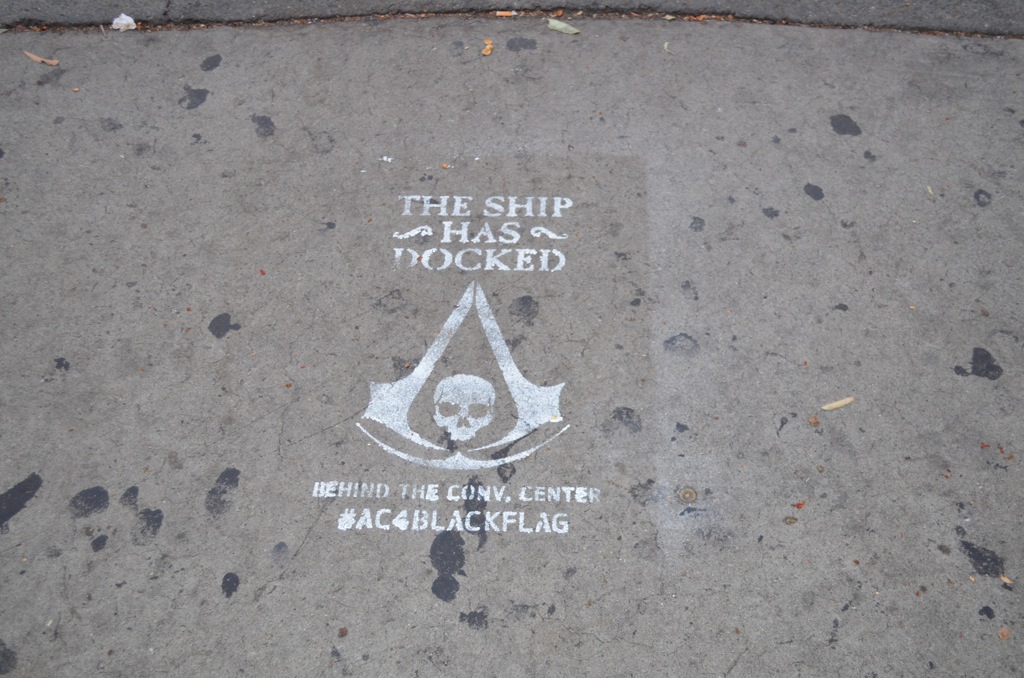 THE SHIP
HAS
DOCKED
BEHIND THE CONV. CENTER
#AC4BLACKFLAG